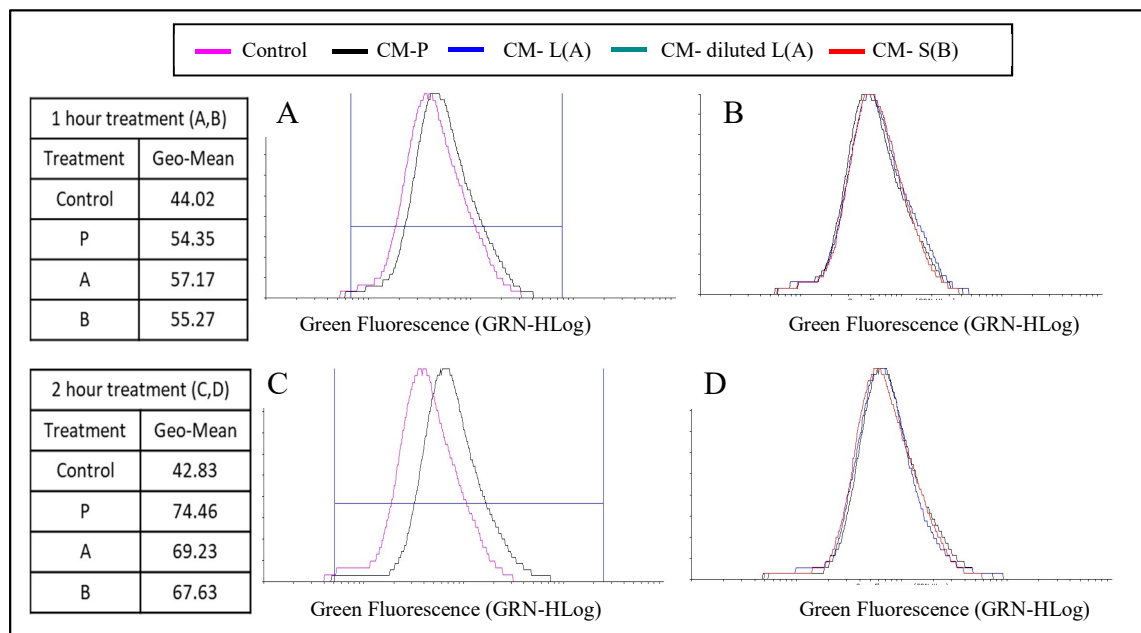 Control CM-P CM- L(A) CM- diluted L(A) CM- S(B)
1 hour treatment (A,B)
Treatment Geo-Mean
Control 44.02
P 54.35
A 57.17
B 55.27
A
Green Fluorescence (GRN-HLog)
B
Green Fluorescence (GRN-HLog)
2 hour treatment (C,D)
Treatment Geo-Mean
Control 42.83
P 74.46
A 69.23
B 67.63
C
Green Fluorescence (GRN-HLog)
D
Green Fluorescence (GRN-HLog)